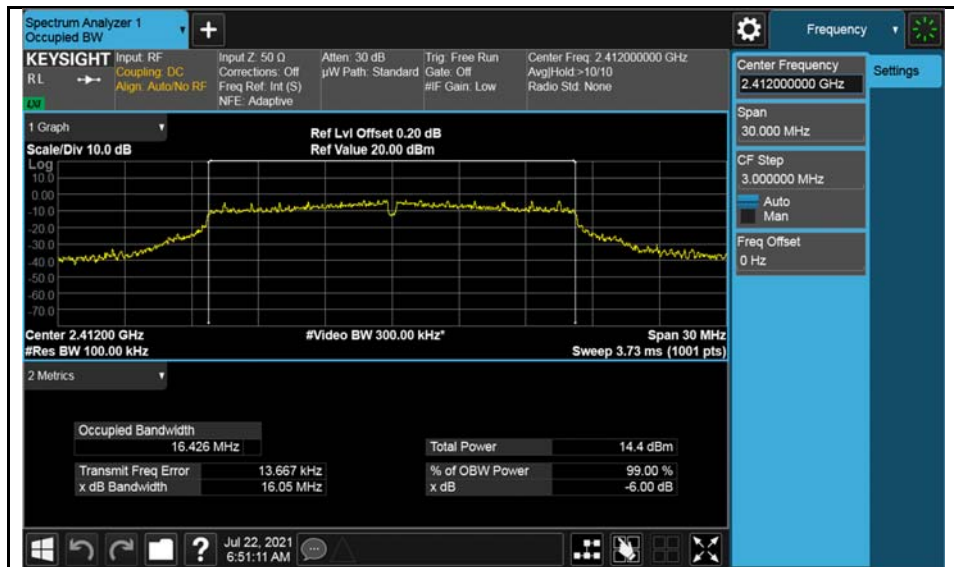 Spectrum Analyzer 1
Occupied BW
+
Frequency
KEYSIGHT
RL
LXI
Input: RF
Coupling: DC
Align: Auto/No RF
Input Z: 50 Ω
Corrections: Off
Freq Ref: Int (S)
NFE: Adaptive
Atten: 30 dB
µW Path: Standard
Trig: Free Run
Gate: Off
#IF Gain: Low
Center Freq: 2.412000000 GHz
Avg|Hold:>10/10
Radio Std: None
Center Frequency
2.412000000 GHz
Settings
Span
30.000 MHz
CF Step
3.000000 MHz
Auto
Man
Freq Offset
0 Hz
1 Graph
Scale/Div 10.0 dB
Ref Lvl Offset 0.20 dB
Ref Value 20.00 dBm
Log
10.0
0.00
-10.0
-20.0
-30.0
-40.0
-50.0
-60.0
-70.0
Center 2.41200 GHz
#Res BW 100.00 kHz
#Video BW 300.00 kHz*
Span 30 MHz
Sweep 3.73 ms (1001 pts)
2 Metrics
Occupied Bandwidth
16.426 MHz
Total Power 14.4 dBm
Transmit Freq Error 13.667 kHz
% of OBW Power 99.00 %
x dB Bandwidth 16.05 MHz
x dB -6.00 dB
?
Jul 22, 2021
6:51:11 AM